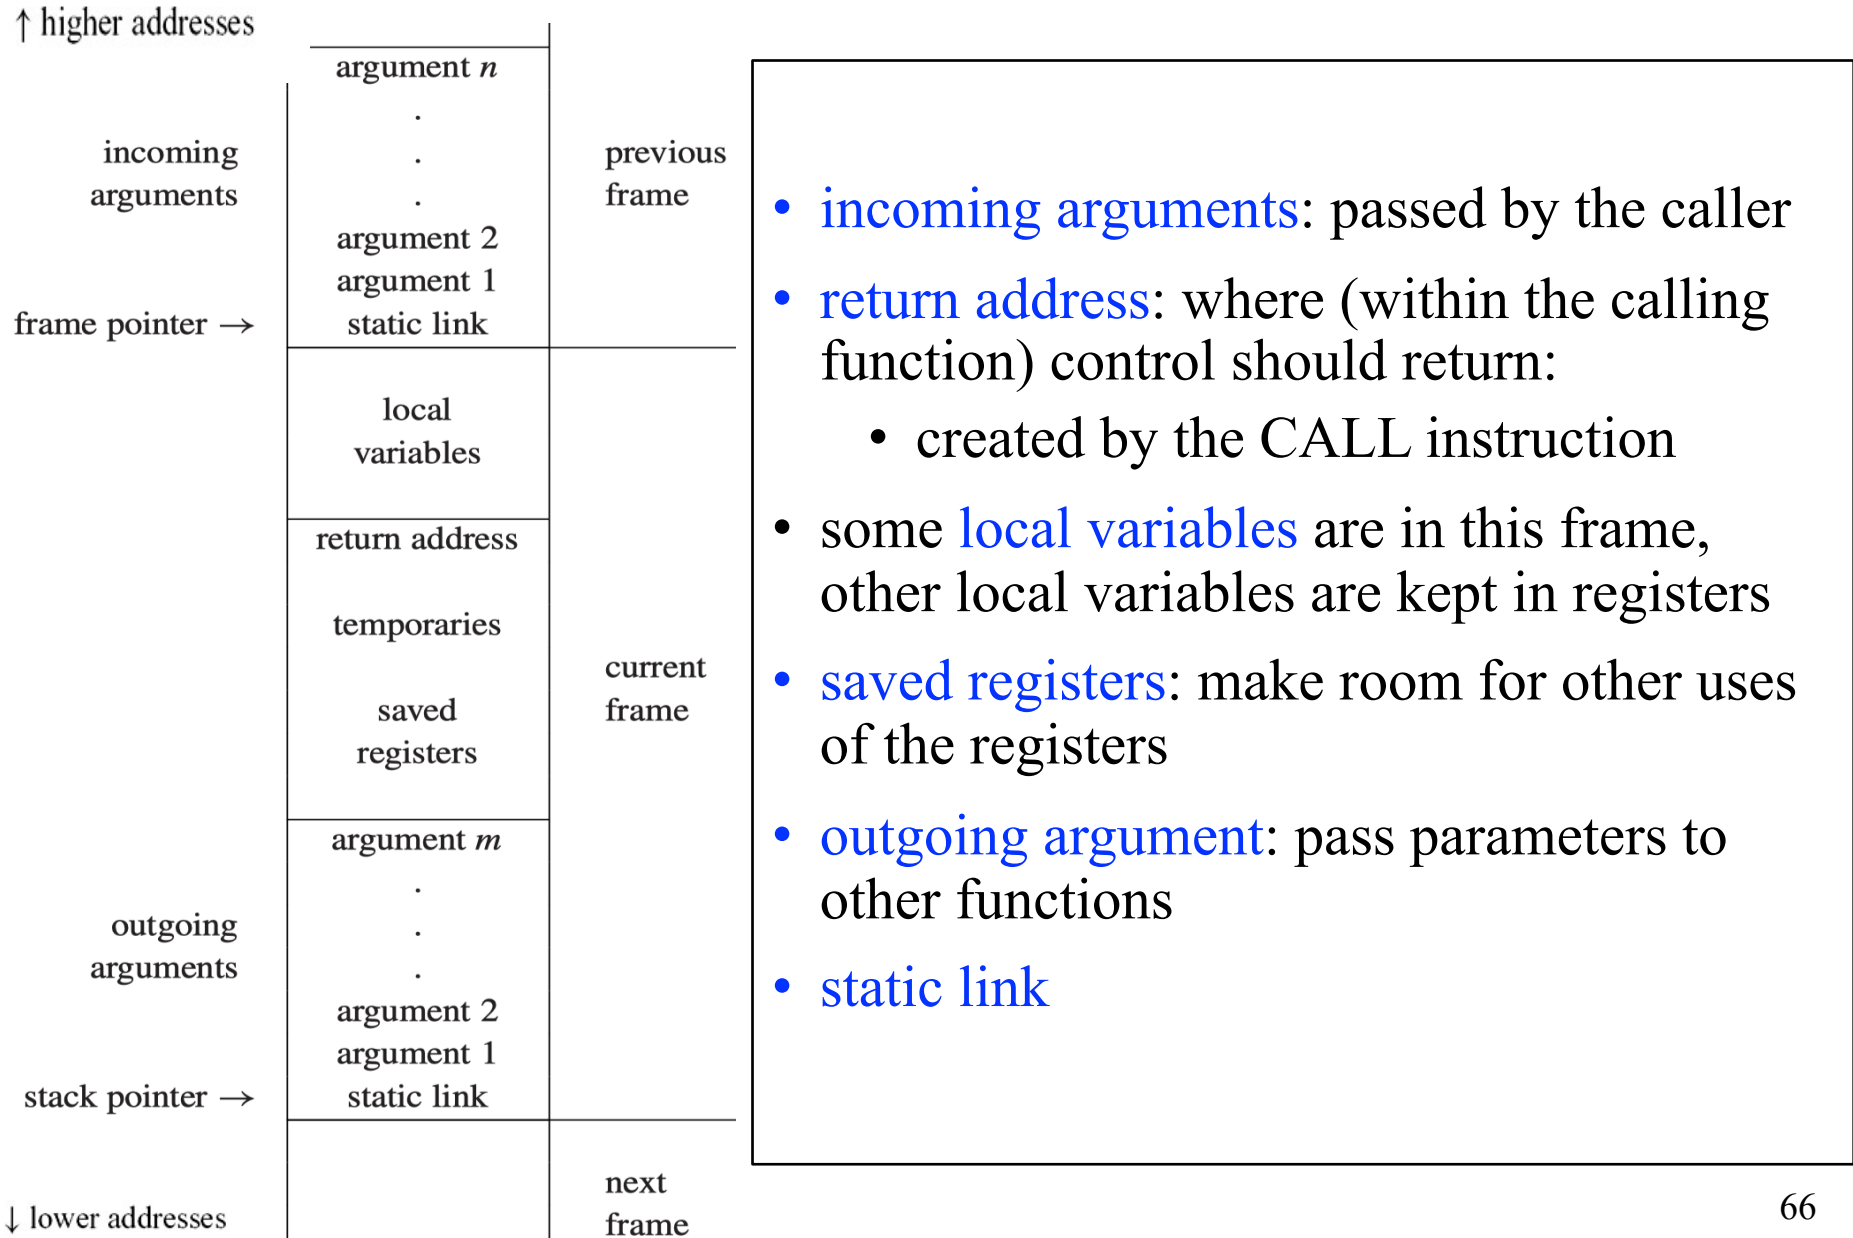 ↑ higher addresses
argument n
.
.
.
incoming
arguments
previous
frame
argument 2
argument 1
frame pointer → static link
local
variables
return address
temporaries
saved
registers
current
frame
argument m
.
.
.
outgoing
arguments
argument 2
argument 1
stack pointer → static link
next
frame
↓ lower addresses
• incoming arguments: passed by the caller
• return address: where (within the calling
function) control should return:
• created by the CALL instruction
• some local variables are in this frame,
other local variables are kept in registers
• saved registers: make room for other uses
of the registers
• outgoing argument: pass parameters to
other functions
• static link
66